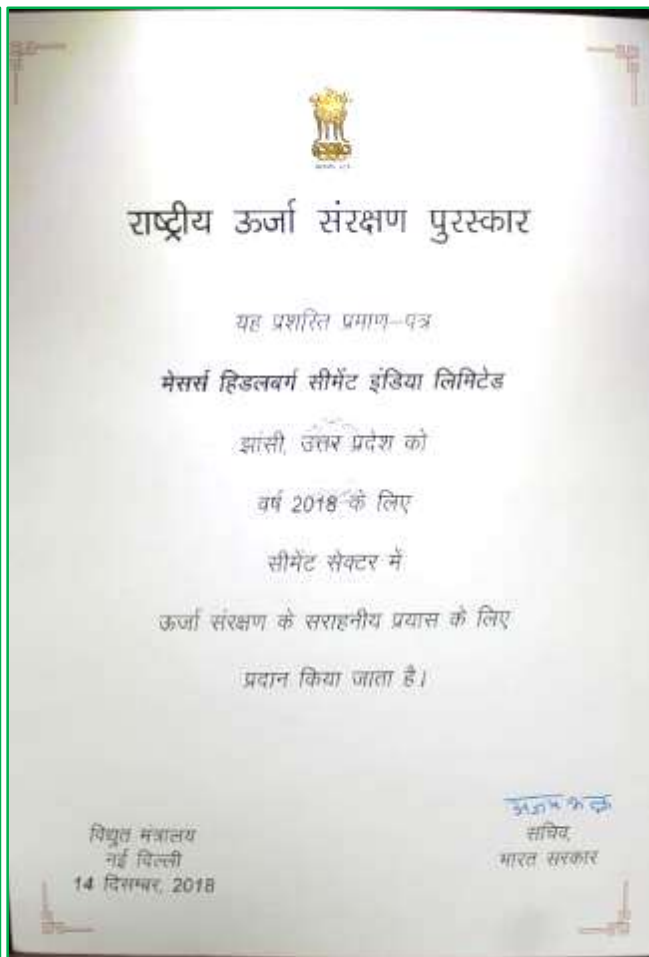 राष्ट्रीय ऊर्जा संरक्षण पुरस्कार
यह प्रशस्ति प्रमाण–पत्र
मेसर्स हिडलबर्ग सीमेंट इंडिया लिमिटेड
झांसी, उत्तर प्रदेश को
वर्ष 2018 के लिए
सीमेंट सेक्टर में
ऊर्जा संरक्षण के सराहनीय प्रयास के लिए
प्रदान किया जाता है।
विद्युत मंत्रालय
नई दिल्ली
14 दिसम्बर, 2018
सचिव,
भारत सरकार